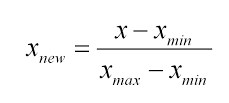 x_new = (x − x_min) / (x_max − x_min)